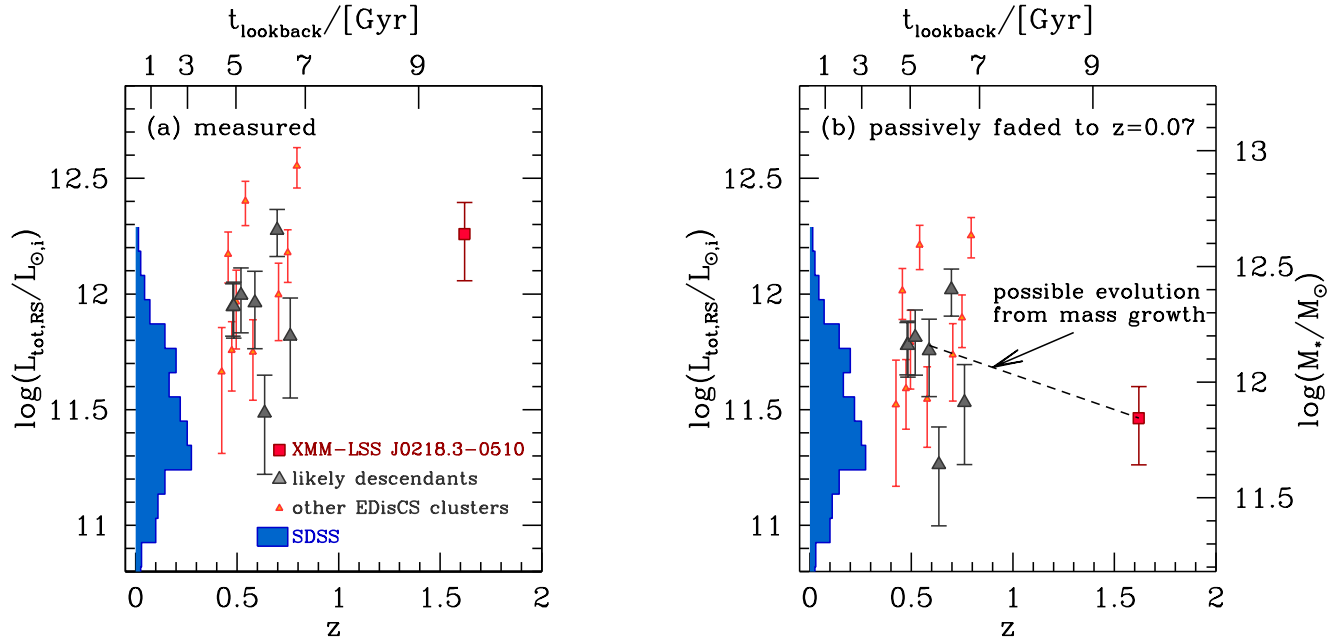 t_lookback/[Gyr]
1 3 5 7 9
(a) measured
12.5
12
11.5
11
log(L_tot,RS/L_⊙,i)
XMM-LSS J0218.3-0510
likely descendants
other EDisCS clusters
SDSS
0 0.5 1 1.5 2
z
t_lookback/[Gyr]
1 3 5 7 9
(b) passively faded to z=0.07
12.5
12
11.5
11
log(L_tot,RS/L_⊙,i)
possible evolution
from mass growth
13
12.5
12
11.5
log(M_*/M_⊙)
0 0.5 1 1.5 2
z